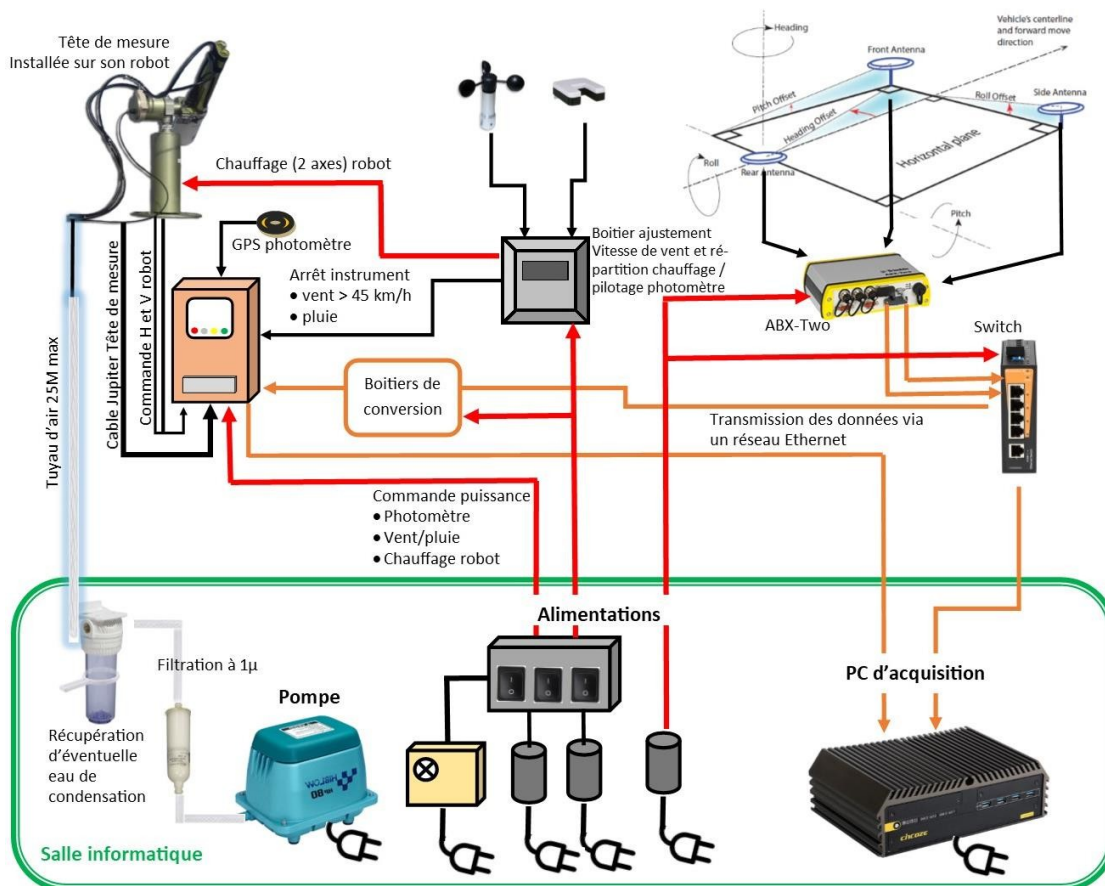 Tête de mesure
Installée sur son robot
Heading
Vehicle's centerline
and forward move
direction
Front Antenna
Side Antenna
Pitch Offset
Roll Offset
Heading Offset
Horizontal plane
Roll
Rear Antenna
Pitch
Chauffage (2 axes) robot
GPS photomètre
Boitier ajustement
Vitesse de vent et ré-
partition chauffage /
pilotage photomètre
Arrêt instrument
● vent > 45 km/h
● pluie
ABX-Two
Switch
Tuyau d'air 25M max
Cable Jupiter Tête de mesure
Commande H et V robot
Boitiers de
conversion
Transmission des données via
un réseau Ethernet
Commande puissance
● Photomètre
● Vent/pluie
● Chauffage robot
Alimentations
Filtration à 1µ
Pompe
PC d'acquisition
Récupération
d'éventuelle
eau de
condensation
HIBLOW
Salle informatique